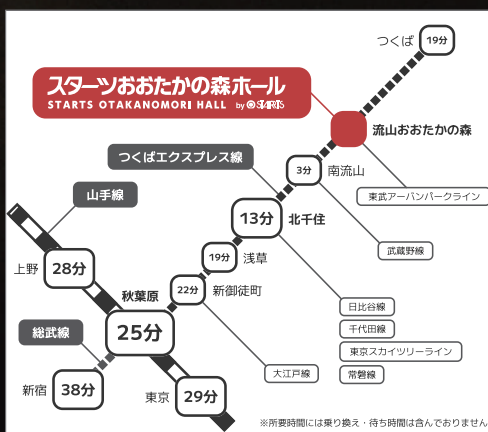 つくば 19分
スターツおおたかの森ホール
STARTS OTAKANOMORI HALL by STARTS
流山おおたかの森
つくばエクスプレス線
3分 南流山
東武アーバンパークライン
山手線
13分 北千住
武蔵野線
上野 28分
19分 浅草
22分 新御徒町
日比谷線
秋葉原
25分
千代田線
総武線
東京スカイツリーライン
大江戸線
常磐線
新宿 38分
東京 29分
※所要時間には乗り換え・待ち時間は含んでおりません